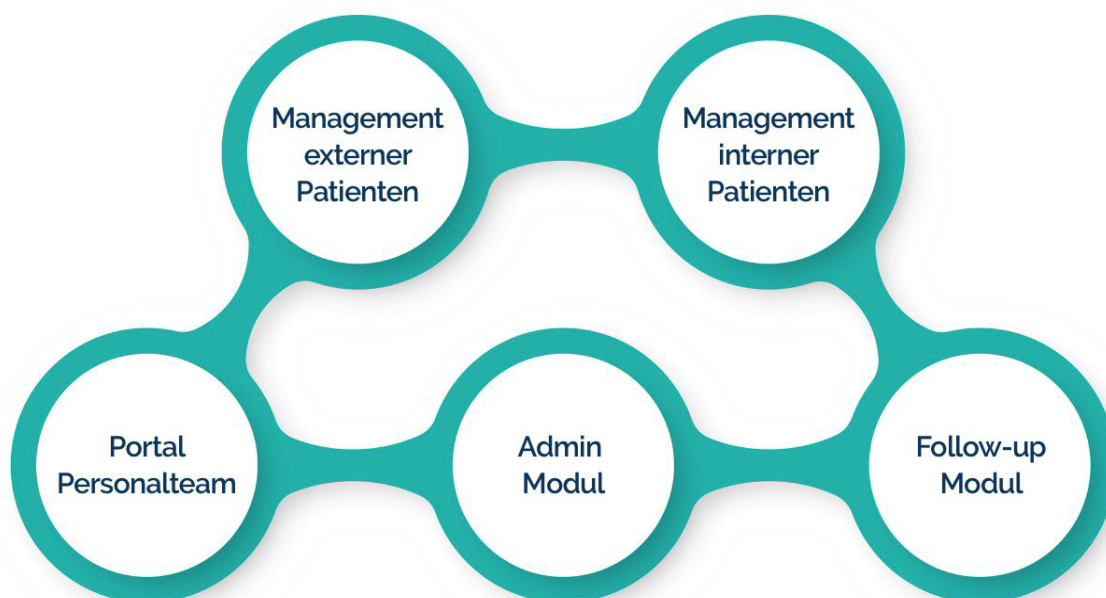 Management
externer
Patienten
Management
interner
Patienten
Portal
Personalteam
Admin
Modul
Follow-up
Modul